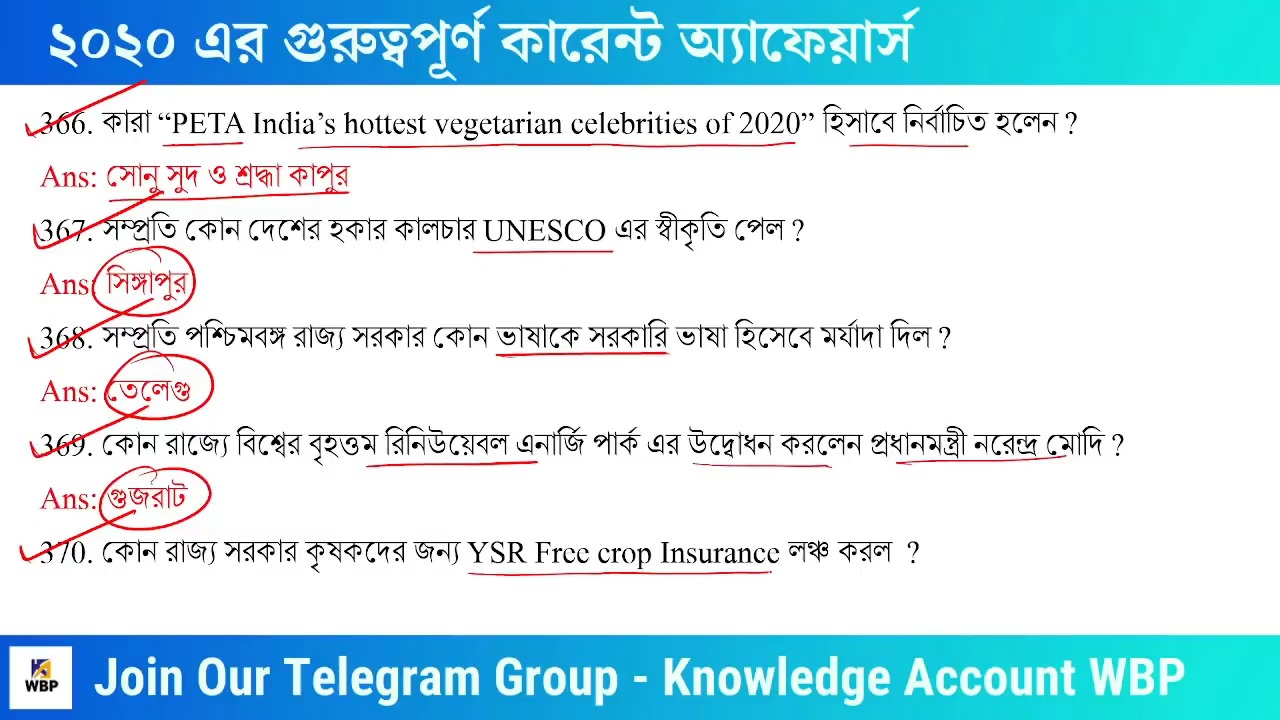 ২০২০ এর গুরুত্বপূর্ণ কারেন্ট অ্যাফেয়ার্স
366. কারা “PETA India’s hottest vegetarian celebrities of 2020” হিসাবে নির্বাচিত হলেন ?
Ans: সোনু সুদ ও শ্রদ্ধা কাপুর
367. সম্প্রতি কোন দেশের হকার কালচার UNESCO এর স্বীকৃতি পেল ?
Ans: সিঙ্গাপুর
368. সম্প্রতি পশ্চিমবঙ্গ রাজ্য সরকার কোন ভাষাকে সরকারি ভাষা হিসেবে মর্যাদা দিল ?
Ans: তেলেগু
369. কোন রাজ্যে বিশ্বের বৃহত্তম রিনিউয়েবল এনার্জি পার্ক এর উদ্বোধন করলেন প্রধানমন্ত্রী নরেন্দ্র মোদি ?
Ans: গুজরাট
370. কোন রাজ্য সরকার কৃষকদের জন্য YSR Free crop Insurance লঞ্চ করল ?
WBP Join Our Telegram Group - Knowledge Account WBP